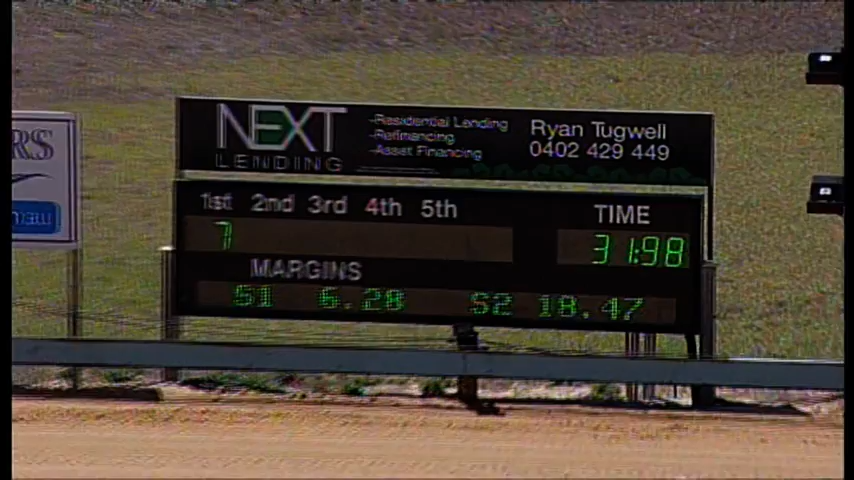 NEXT
LENDING
-Residential Lending
-Refinancing
-Asset Financing
Ryan Tugwell
0402 429 449
1st 2nd 3rd 4th 5th TIME
7 31:98
MARGINS
S1 6.28 S2 18.47
RS